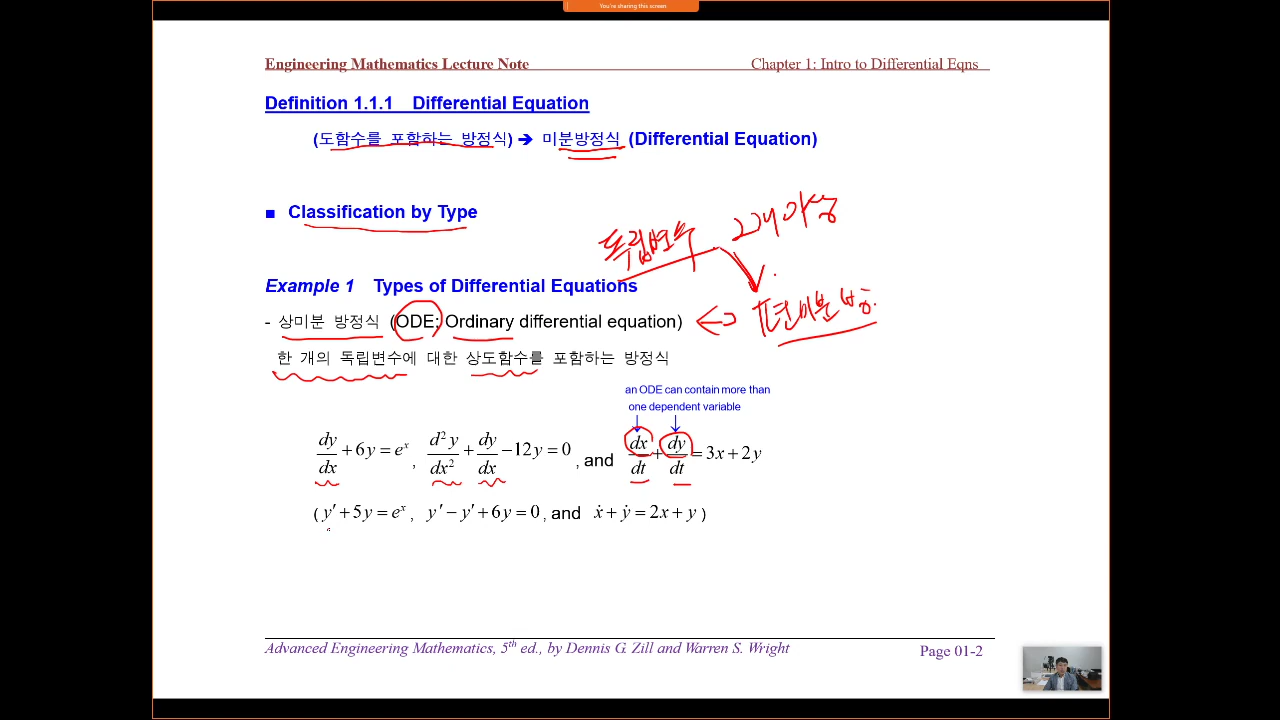 You're sharing this screen
Engineering Mathematics Lecture Note Chapter 1: Intro to Differential Eqns
Definition 1.1.1 Differential Equation
(도함수를 포함하는 방정식) ➔ 미분방정식 (Differential Equation)
■ Classification by Type
독립변수 2개 이상
Example 1 Types of Differential Equations
- 상미분 방정식 (ODE; Ordinary differential equation) ⇔ 편미분 방.
한 개의 독립변수에 대한 상도함수를 포함하는 방정식
an ODE can contain more than
one dependent variable
dy/dx + 6y = e^x , d²y/dx² + dy/dx − 12y = 0 , and dx/dt + dy/dt = 3x + 2y
( y′ + 5y = e^x , y″ − y′ + 6y = 0 , and ẋ + ẏ = 2x + y )
Advanced Engineering Mathematics, 5th ed., by Dennis G. Zill and Warren S. Wright Page 01-2